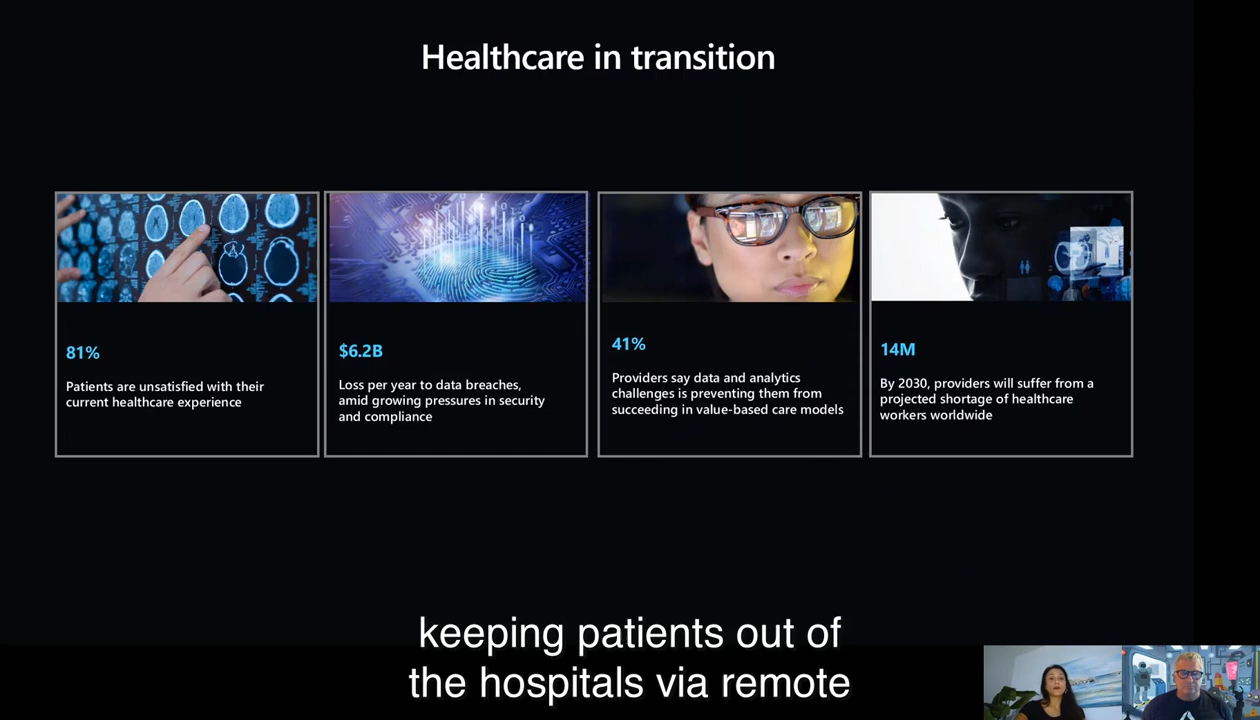 Healthcare in transition
81%
Patients are unsatisfied with their
current healthcare experience
$6.2B
Loss per year to data breaches,
amid growing pressures in security
and compliance
41%
Providers say data and analytics
challenges is preventing them from
succeeding in value-based care models
14M
By 2030, providers will suffer from a
projected shortage of healthcare
workers worldwide
keeping patients out of
the hospitals via remote